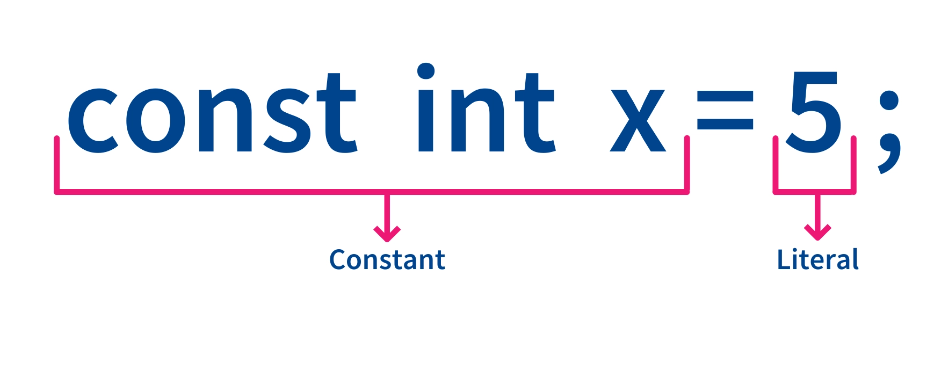 const int x = 5 ;
Constant
Literal